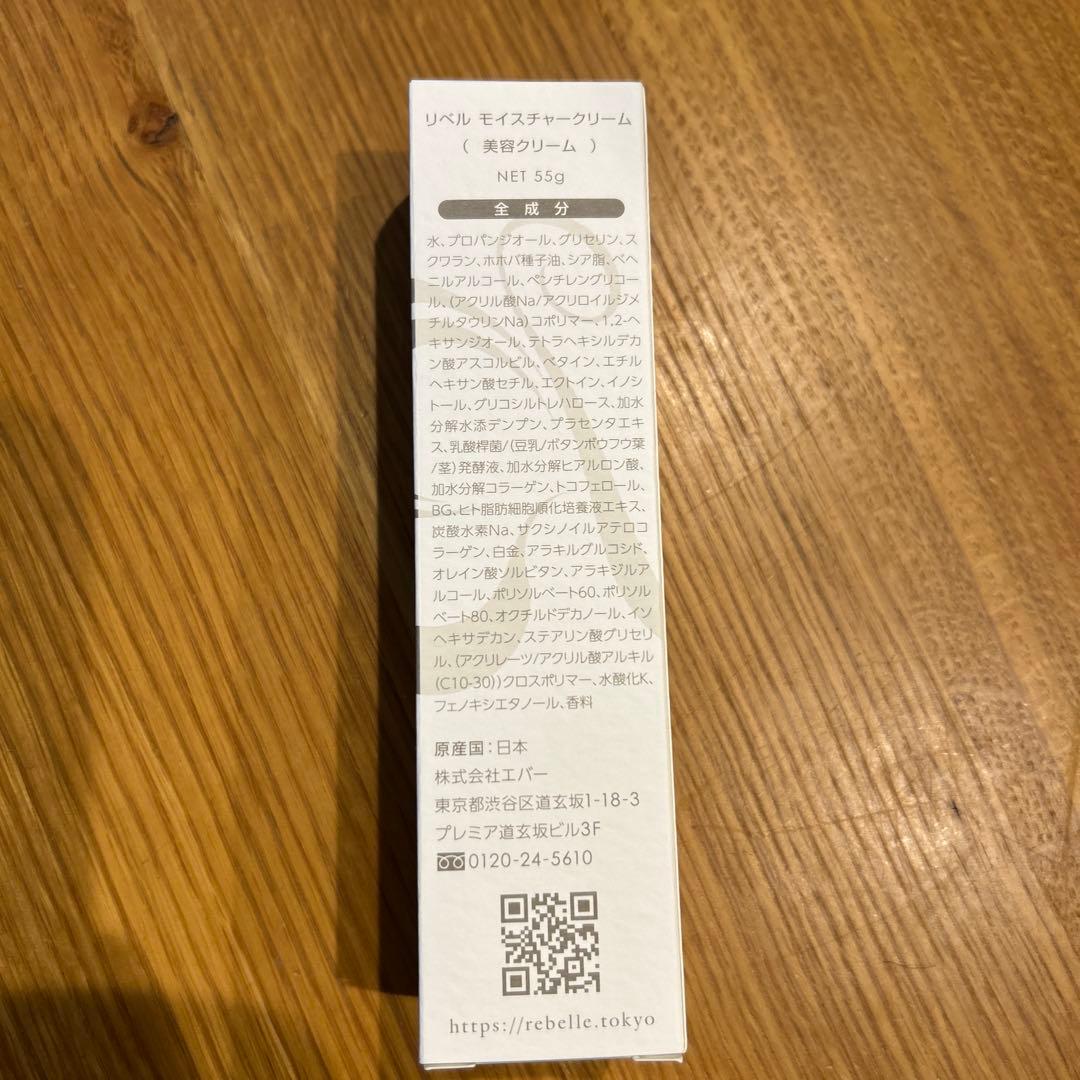 リベル モイスチャークリーム
( 美容クリーム )
NET 55g
全成分
水、プロパンジオール、グリセリン、ス
クワラン、ホホバ種子油、シア脂、ベヘ
ニルアルコール、ペンチレングリコー
ル、(アクリル酸Na/アクリロイルジメ
チルタウリンNa)コポリマー、1,2-ヘ
キサンジオール、テトラヘキシルデカ
ン酸アスコルビル、ベタイン、エチル
ヘキサン酸セチル、エクトイン、イノシ
トール、グリコシルトレハロース、加水
分解水添デンプン、プラセンタエキ
ス、乳酸桿菌/(豆乳/ボタンボウフウ葉
/茎)発酵液、加水分解ヒアルロン酸、
加水分解コラーゲン、トコフェロール、
BG、ヒト脂肪細胞順化培養液エキス、
炭酸水素Na、サクシノイルアテロコ
ラーゲン、白金、アラキルグルコシド、
オレイン酸ソルビタン、アラキジルア
ルコール、ポリソルベート60、ポリソル
ベート80、オクチルドデカノール、イソ
ヘキサデカン、ステアリン酸グリセリ
ル、(アクリレーツ/アクリル酸アルキル
(C10-30))クロスポリマー、水酸化K、
フェノキシエタノール、香料
原産国：日本
株式会社エバー
東京都渋谷区道玄坂1-18-3
プレミア道玄坂ビル3F
0120-24-5610
https://rebelle.tokyo